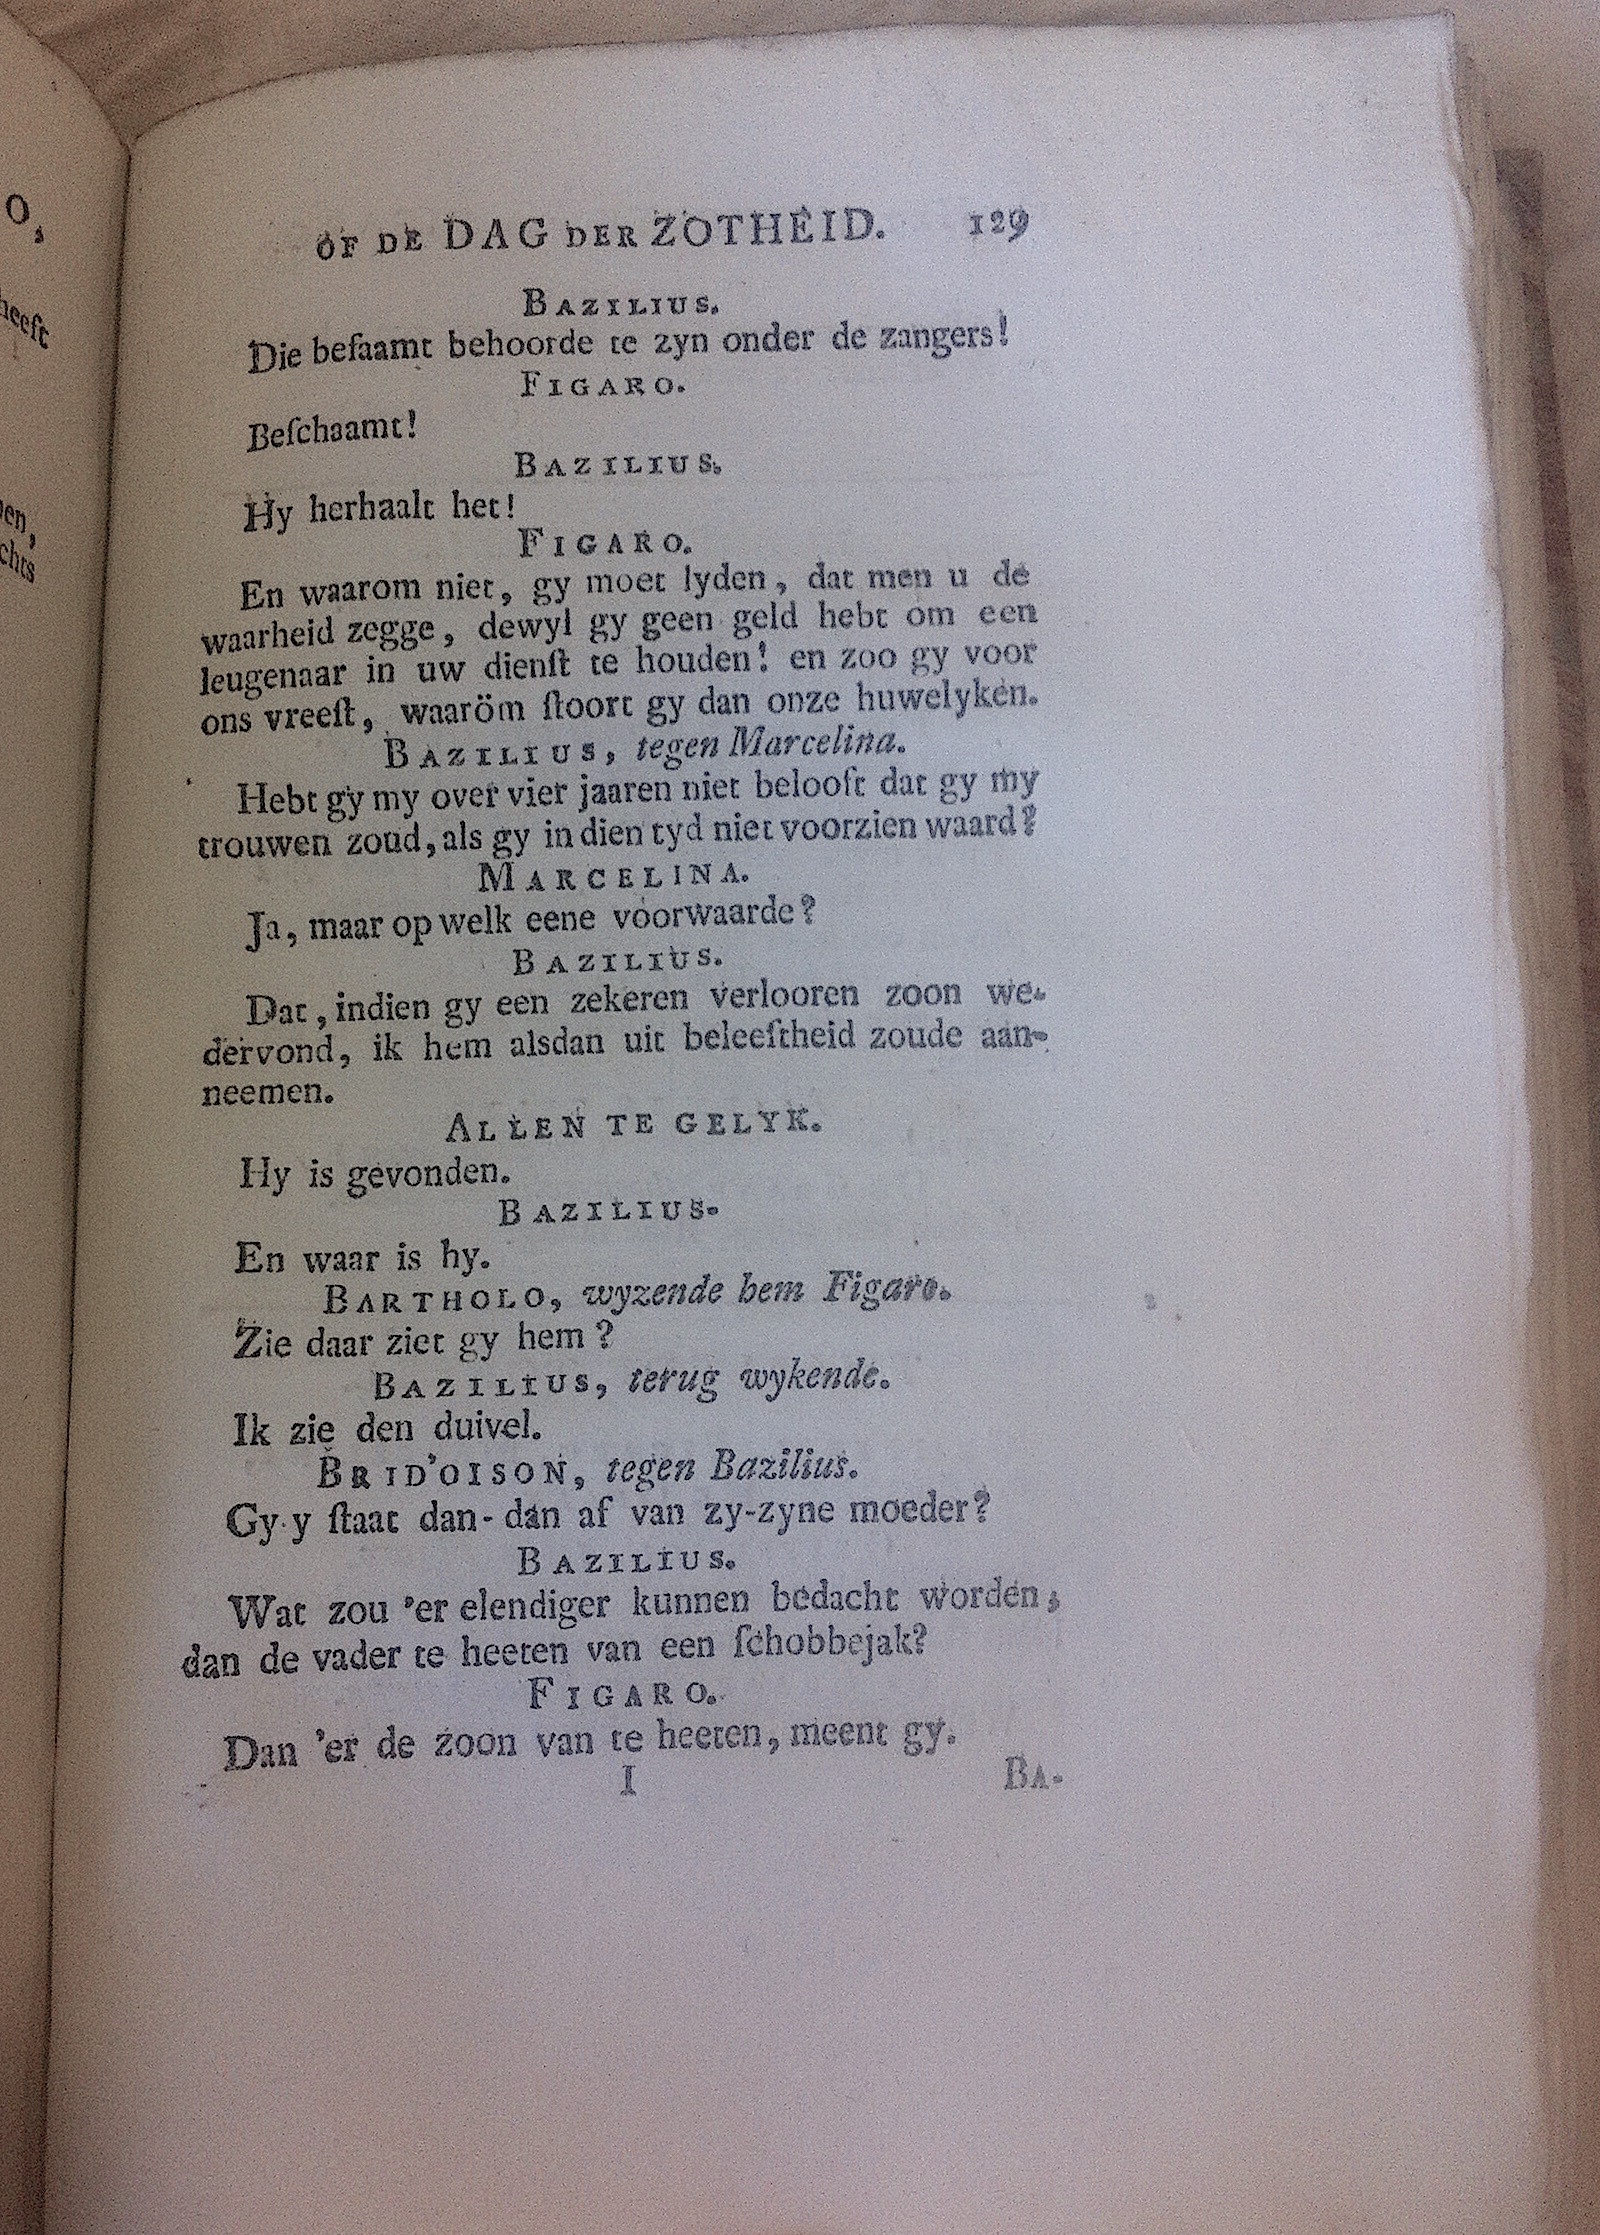 O,
heeft
en,
chts
OF DE DAG DER ZOTHEID. 129
BAZILIUS.
Die befaamt behoorde te zyn onder de zangers!
FIGARO.
Beſchaamt!
BAZILIUS.
Hy herhaalt het!
FIGARO.
En waarom niet, gy moet lyden, dat men u de
waarheid zegge, dewyl gy geen geld hebt om een
leugenaar in uw dienſt te houden! en zoo gy voor
ons vreeſt, waaröm ſtoort gy dan onze huwelyken.
BAZILIUS, tegen Marcelina.
Hebt gy my over vier jaaren niet belooft dat gy my
trouwen zoud, als gy in dien tyd niet voorzien waard?
MARCELINA.
Ja, maar op welk eene voorwaarde?
BAZILIUS.
Dat, indien gy een zekeren verlooren zoon we-
dervond, ik hem alsdan uit beleeftheid zoude aan-
neemen.
ALLEN TE GELYK.
Hy is gevonden.
BAZILIUS.
En waar is hy.
BARTHOLO, wyzende hem Figaro.
Zie daar ziet gy hem?
BAZILIUS, terug wykende.
Ik zie den duivel.
BRID'OISON, tegen Bazilius.
Gy-y ſtaat dan-dan af van zy-zyne moeder?
BAZILIUS.
Wat zou 'er elendiger kunnen bedacht worden,
dan de vader te heeten van een ſchobbejak?
FIGARO.
Dan 'er de zoon van te heeten, meent gy.
I BA-